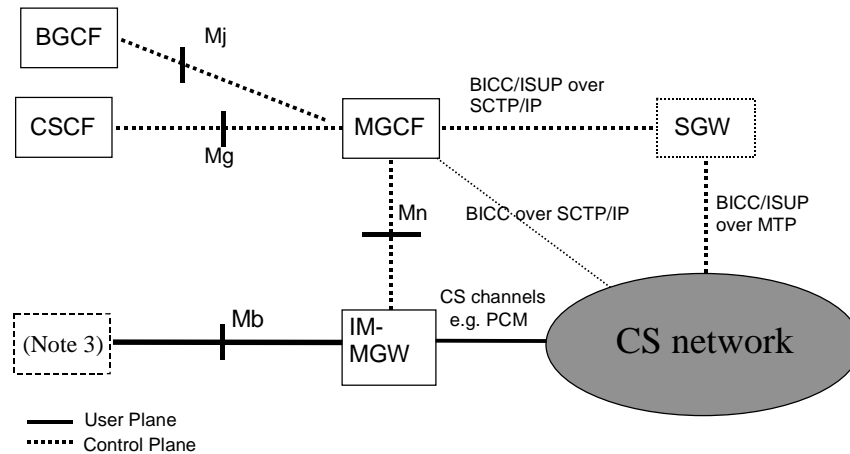 BGCF
Mj
BICC/ISUP over
SCTP/IP
CSCF
Mg
MGCF
SGW
Mn
BICC over SCTP/IP
BICC/ISUP
over MTP
(Note 3)
Mb
IM-
MGW
CS channels
e.g. PCM
CS network
User Plane
Control Plane